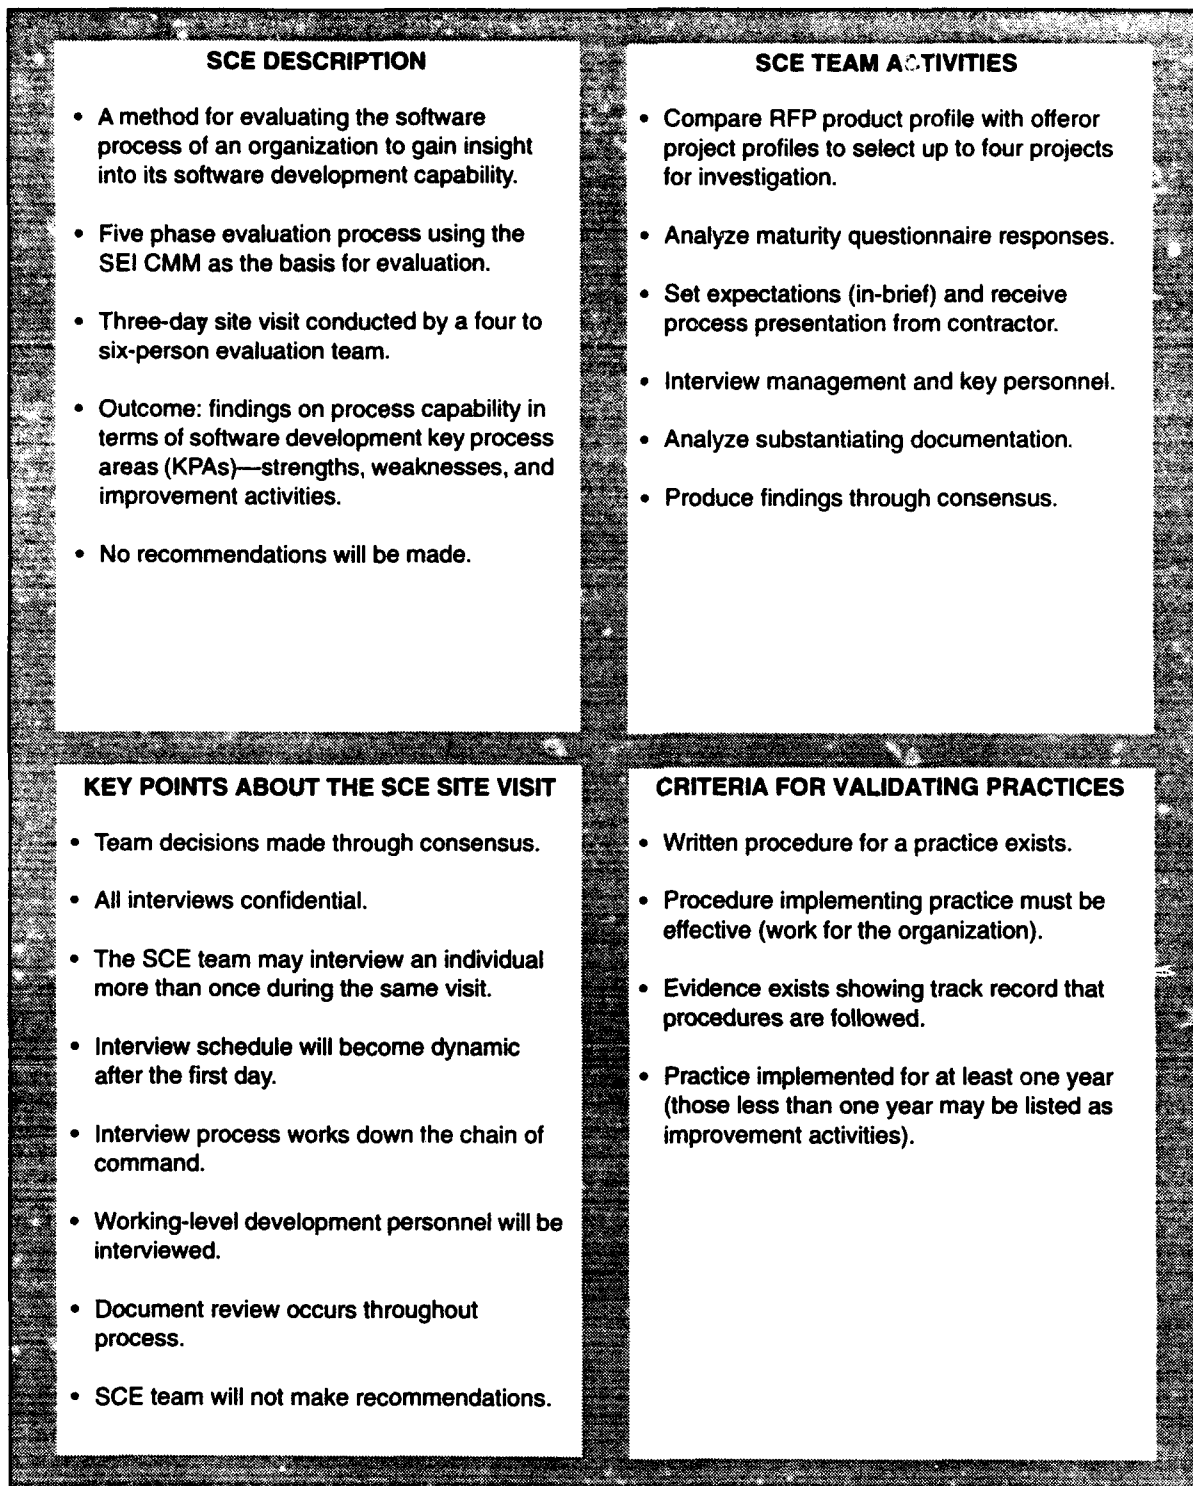 SCE DESCRIPTION
• A method for evaluating the software
process of an organization to gain insight
into its software development capability.
• Five phase evaluation process using the
SEI CMM as the basis for evaluation.
• Three-day site visit conducted by a four to
six-person evaluation team.
• Outcome: findings on process capability in
terms of software development key process
areas (KPAs)—strengths, weaknesses, and
improvement activities.
• No recommendations will be made.
SCE TEAM ACTIVITIES
• Compare RFP product profile with offeror
project profiles to select up to four projects
for investigation.
• Analyze maturity questionnaire responses.
• Set expectations (in-brief) and receive
process presentation from contractor.
• Interview management and key personnel.
• Analyze substantiating documentation.
• Produce findings through consensus.
KEY POINTS ABOUT THE SCE SITE VISIT
• Team decisions made through consensus.
• All interviews confidential.
• The SCE team may interview an individual
more than once during the same visit.
• Interview schedule will become dynamic
after the first day.
• Interview process works down the chain of
command.
• Working-level development personnel will be
interviewed.
• Document review occurs throughout
process.
• SCE team will not make recommendations.
CRITERIA FOR VALIDATING PRACTICES
• Written procedure for a practice exists.
• Procedure implementing practice must be
effective (work for the organization).
• Evidence exists showing track record that
procedures are followed.
• Practice implemented for at least one year
(those less than one year may be listed as
improvement activities).